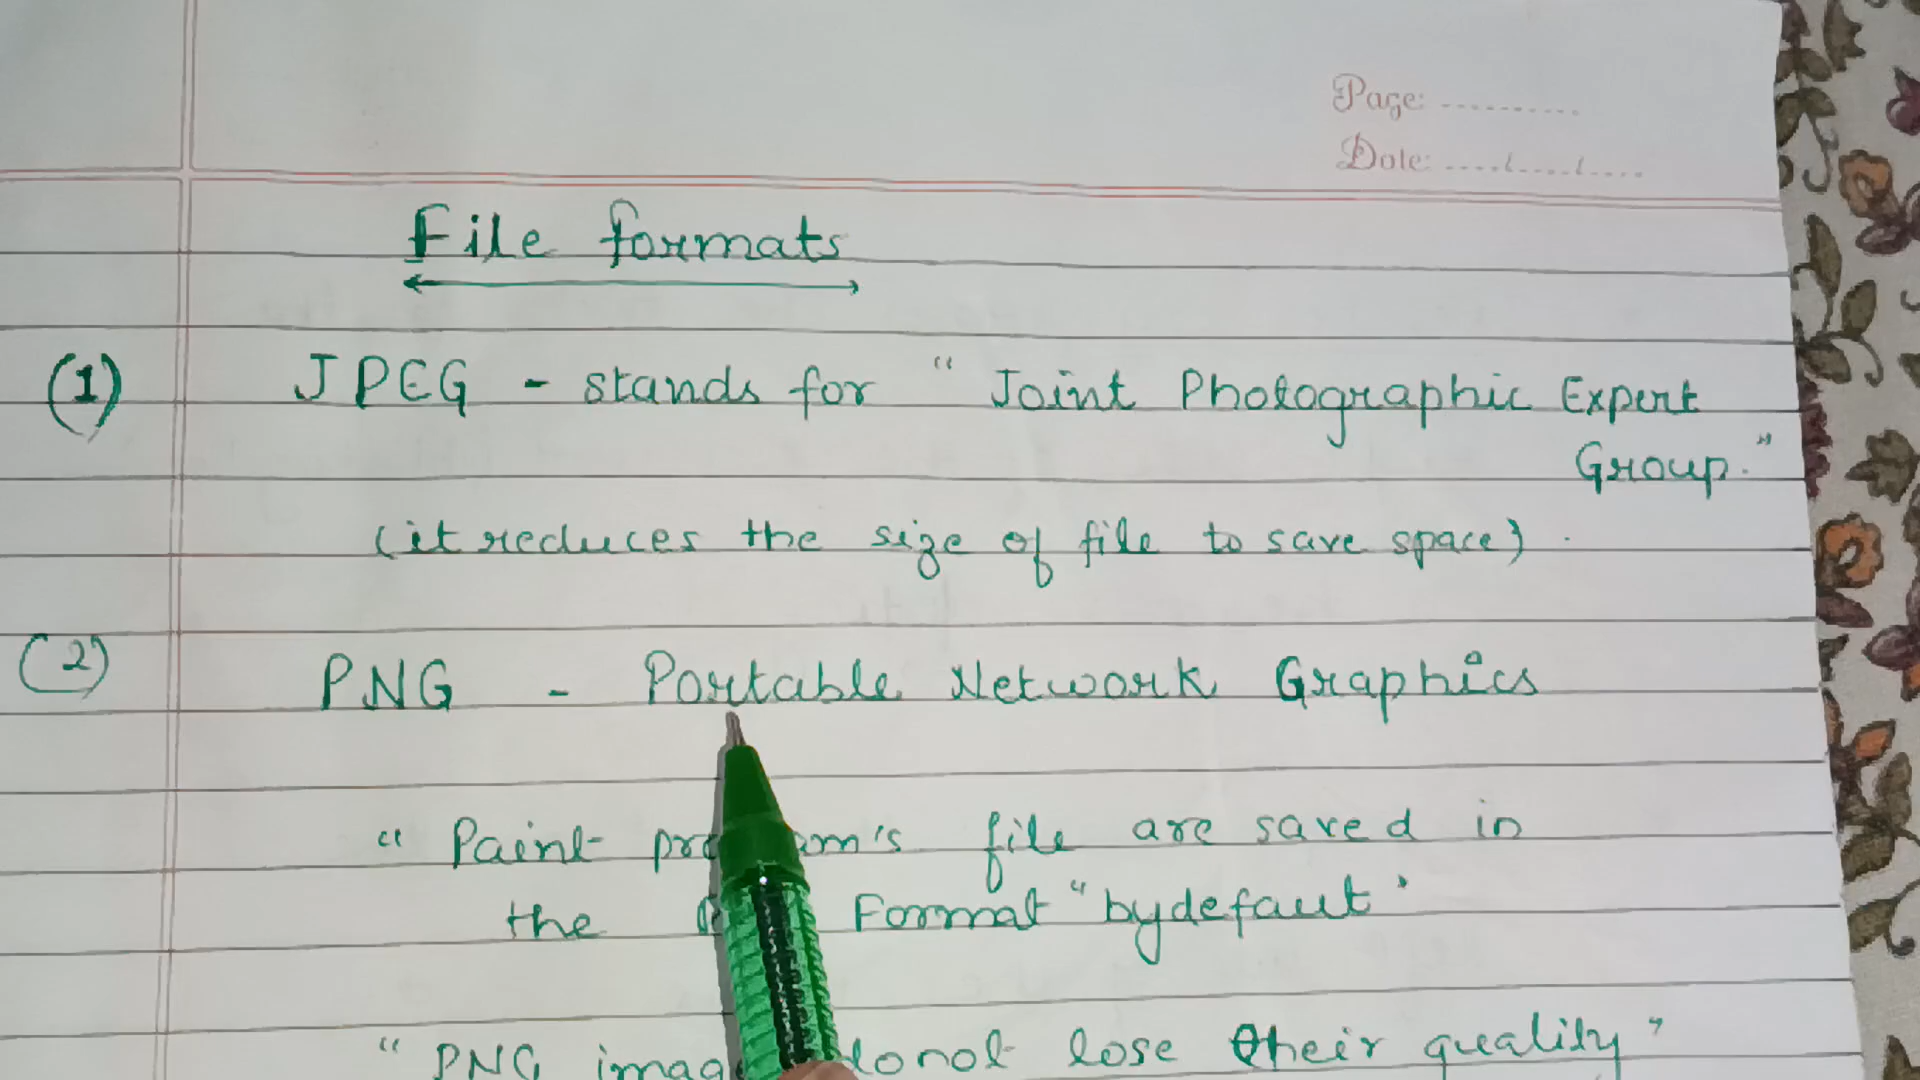 Page: ..........
Date: ..../..../....
File formats
(1) JPEG - stands for "Joint Photographic Expert
Group."
(it reduces the size of file to save space).
(2) PNG - Portable Network Graphics
"Paint am's file are saved in
the Format "bydefault"
"PNG not lose their quality"